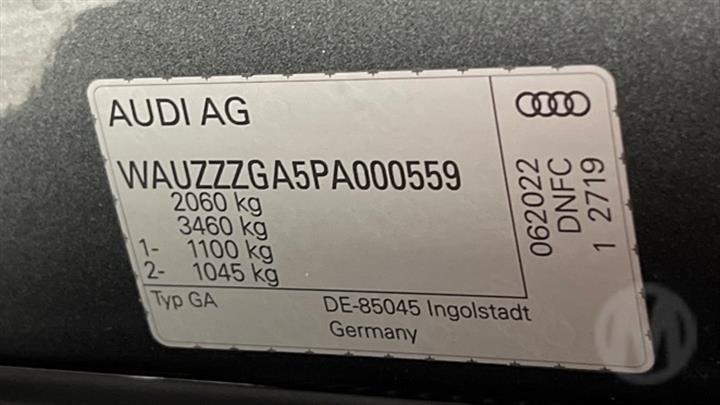 AUDI AG
WAUZZZGA5PA000559
2060 kg
3460 kg
1- 1100 kg
2- 1045 kg
Typ GA
DE-85045 Ingolstadt
Germany
062022
DNFC
1 2719
M